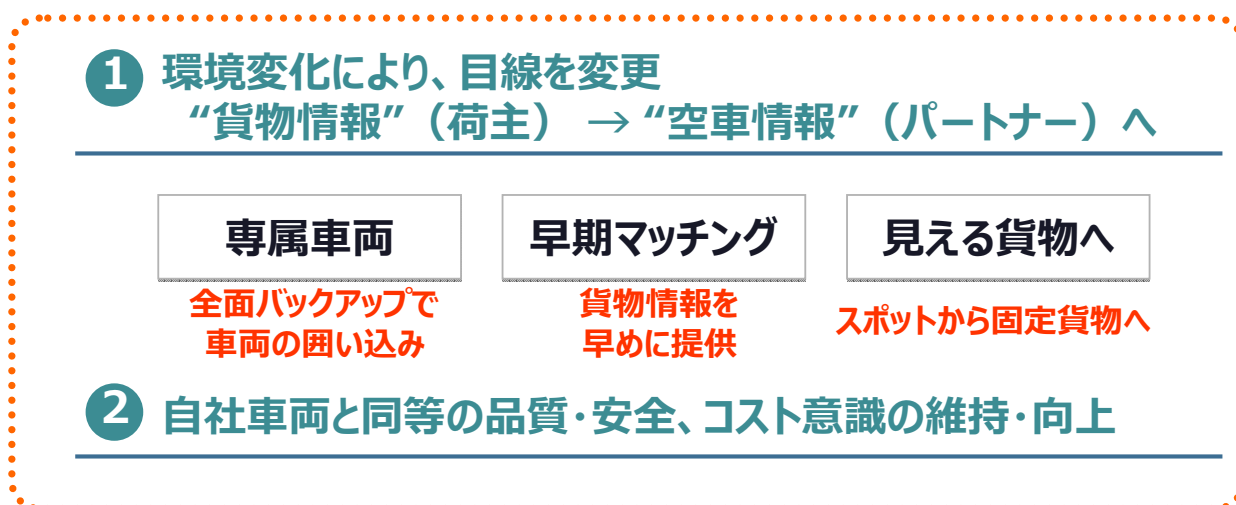 1 環境変化により、目線を変更
“貨物情報”（荷主） → “空車情報”（パートナー）へ
専属車両
早期マッチング
見える貨物へ
全面バックアップで
車両の囲い込み
貨物情報を
早めに提供
スポットから固定貨物へ
2 自社車両と同等の品質・安全、コスト意識の維持・向上